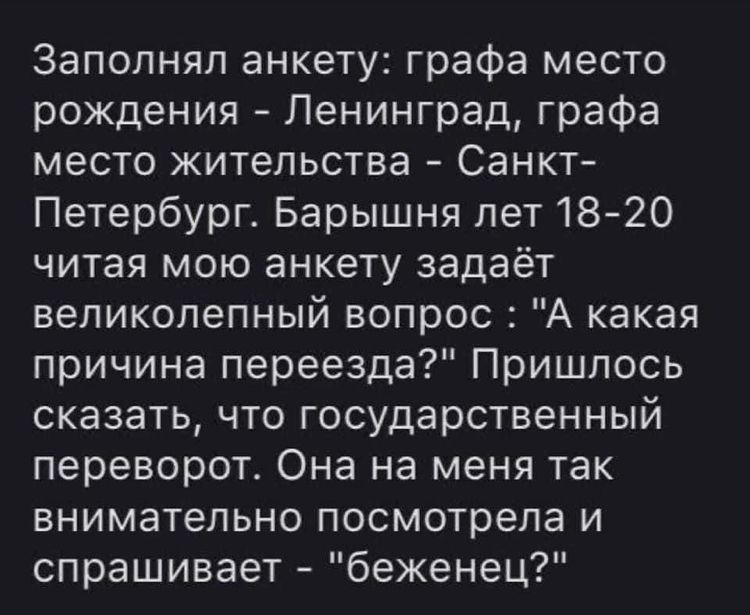 Заполнял анкету: графа место
рождения - Ленинград, графа
место жительства - Санкт-
Петербург. Барышня лет 18-20
читая мою анкету задаёт
великолепный вопрос : "А какая
причина переезда?" Пришлось
сказать, что государственный
переворот. Она на меня так
внимательно посмотрела и
спрашивает - "беженец?"